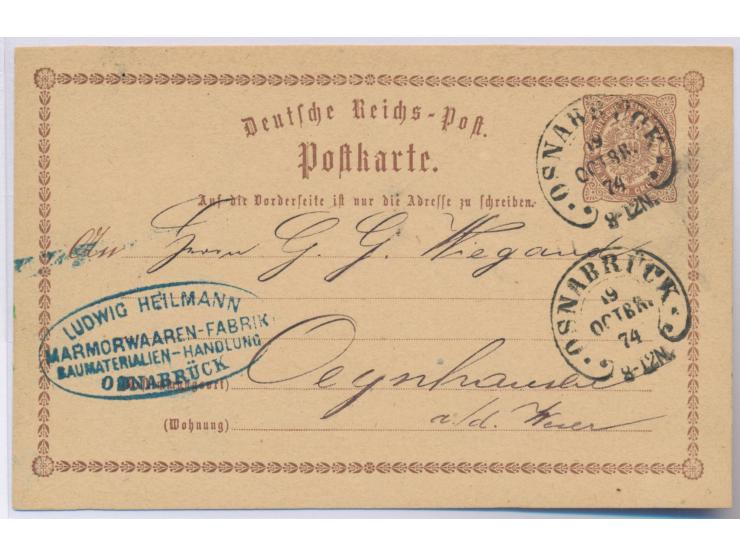 Deutsche Reichs-Post.
Postkarte.
Auf die Vorderseite ist nur die Adresse zu schreiben.
OSNABRÜCK
19
OCTBR.
74
8-12N.
An Herrn G. G. Wiegand
OSNABRÜCK
19
OCTBR.
74
8-12N.
LUDWIG HEILMANN
MARMORWAAREN-FABRIK
BAUMATERIALIEN-HANDLUNG
OSNABRÜCK
Oeynhausen
a/d. Weser
(Wohnung)